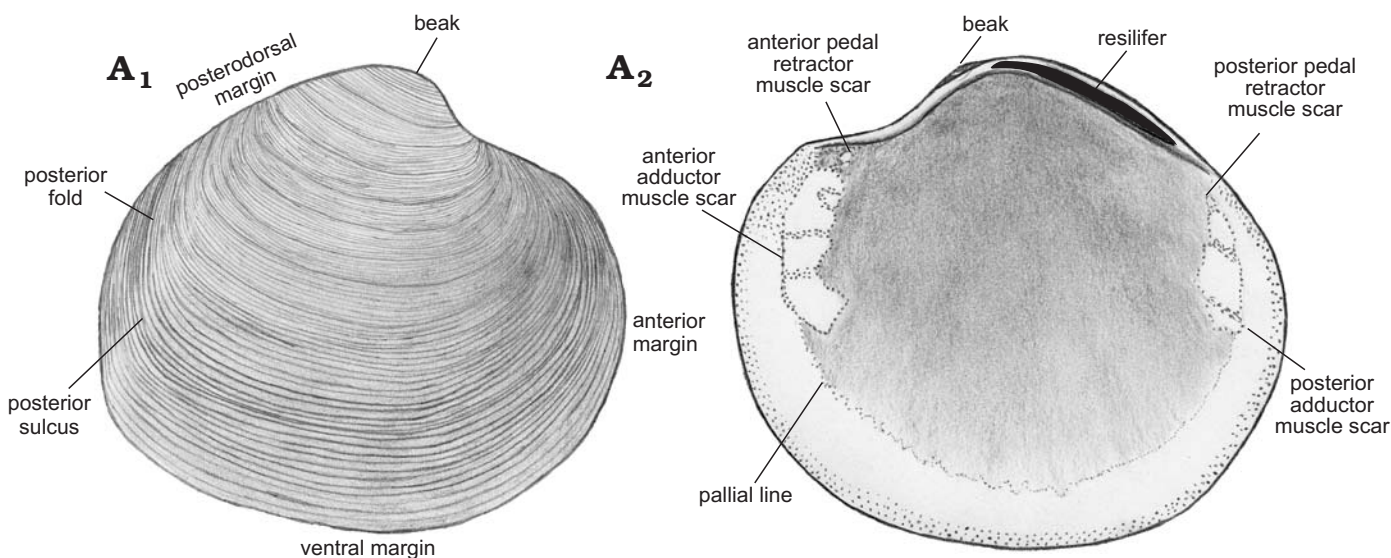 A1
beak
posterodorsal
margin
posterior
fold
posterior
sulcus
anterior
margin
ventral margin
A2
anterior pedal
retractor
muscle scar
beak
resilifer
posterior pedal
retractor
muscle scar
anterior
adductor
muscle scar
posterior
adductor
muscle scar
pallial line